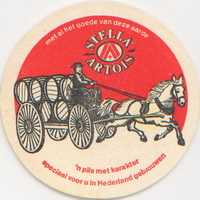 met al het goede van deze aarde
STELLA
ARTOIS
'n pils met karakter
speciaal voor u in Nederland gebrouwen